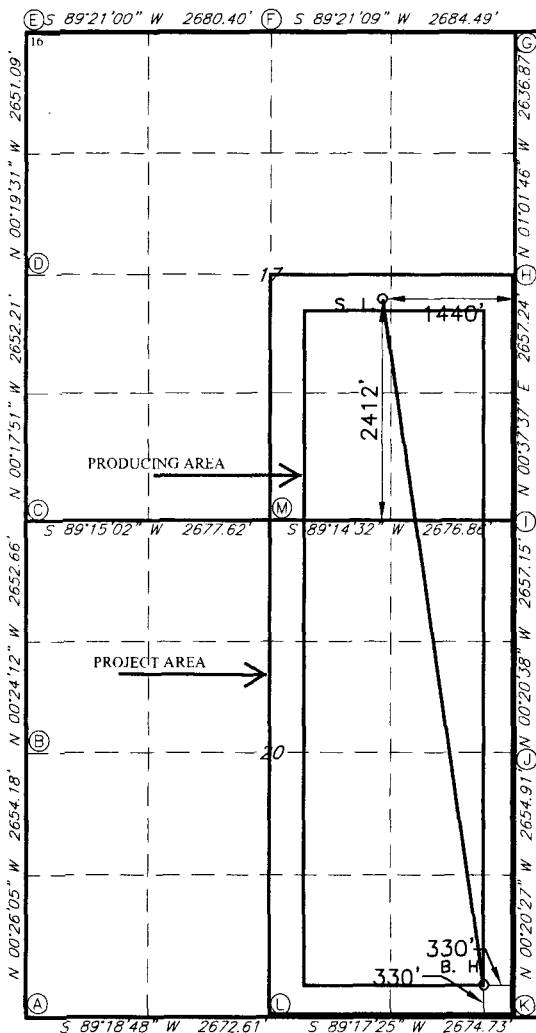 E S 89°21'00" W 2680.40' F S 89°21'09" W 2684.49'
16 G
N 00°19'31" W 2651.09'
N 01°01'46" W 2636.87'
D 17 H
S. L. 1440'
2412'
N 00°17'51" W 2652.21'
N 00°37'37" E 2657.24'
PRODUCING AREA
C M I
S 89°15'02" W 2677.62' S 89°14'32" W 2676.86'
N 00°24'12" W 2652.66'
N 00°20'38" W 2657.15'
PROJECT AREA
B 20 J
N 00°26'05" W 2654.18'
N 00°20'27" W 2654.91'
330'
B. H
330'
A L K
S 89°18'48" W 2672.61' S 89°17'25" W 2674.73'